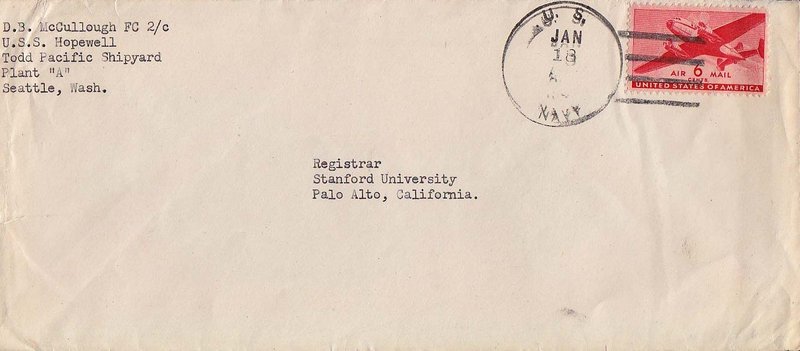 D.B. McCullough FC 2/c
U.S.S. Hopewell
Todd Pacific Shipyard
Plant "A"
Seattle, Wash.
U. S.
JAN
18
NAVY
AIR 6 MAIL
CENTS
UNITED STATES OF AMERICA
Registrar
Stanford University
Palo Alto, California.